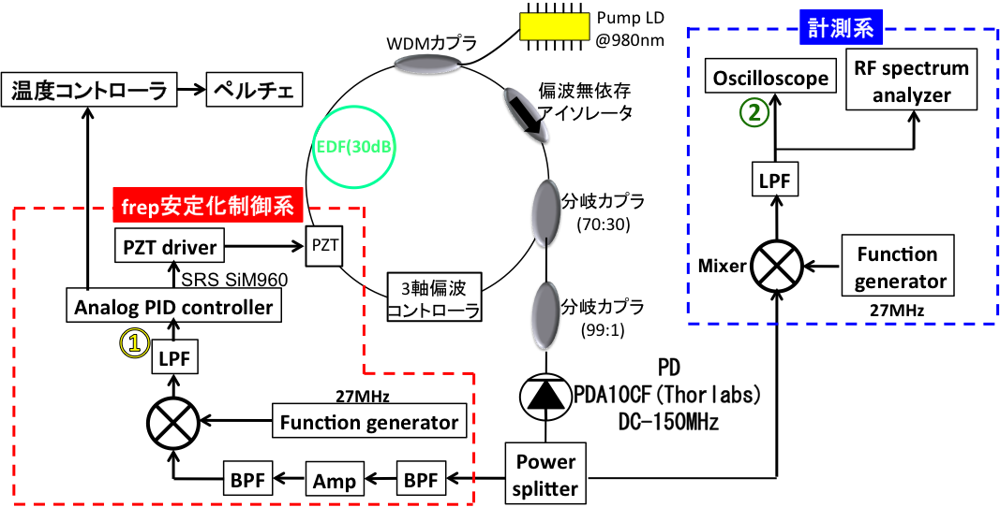 Pump LD
@980nm
WDMカプラ
計測系
温度コントローラ
ペルチェ
偏波無依存
アイソレータ
Oscilloscope
RF spectrum
analyzer
②
EDF(30dB
LPF
frep安定化制御系
分岐カプラ
(70:30)
PZT driver
PZT
Mixer
Function
generator
27MHz
SRS SiM960
3軸偏波
コントローラ
Analog PID controller
分岐カプラ
(99:1)
①
LPF
PD
PDA10CF(Thorlabs)
DC-150MHz
27MHz
Function generator
BPF
Amp
BPF
Power
splitter